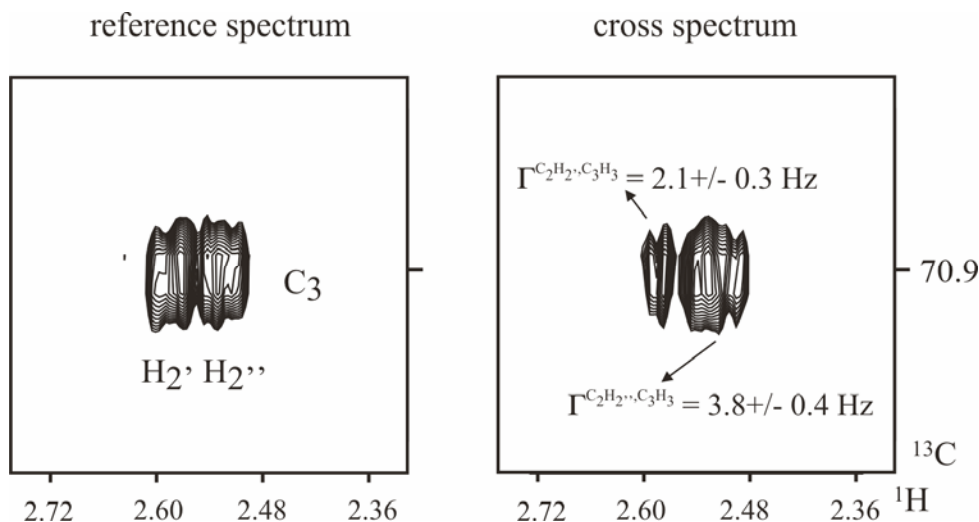 reference spectrum
cross spectrum
Γ^C₂H₂',C₃H₃ = 2.1+/- 0.3 Hz
C₃
70.9
H₂' H₂''
Γ^C₂H₂'',C₃H₃ = 3.8+/- 0.4 Hz
¹³C
¹H
2.72 2.60 2.48 2.36
2.72 2.60 2.48 2.36